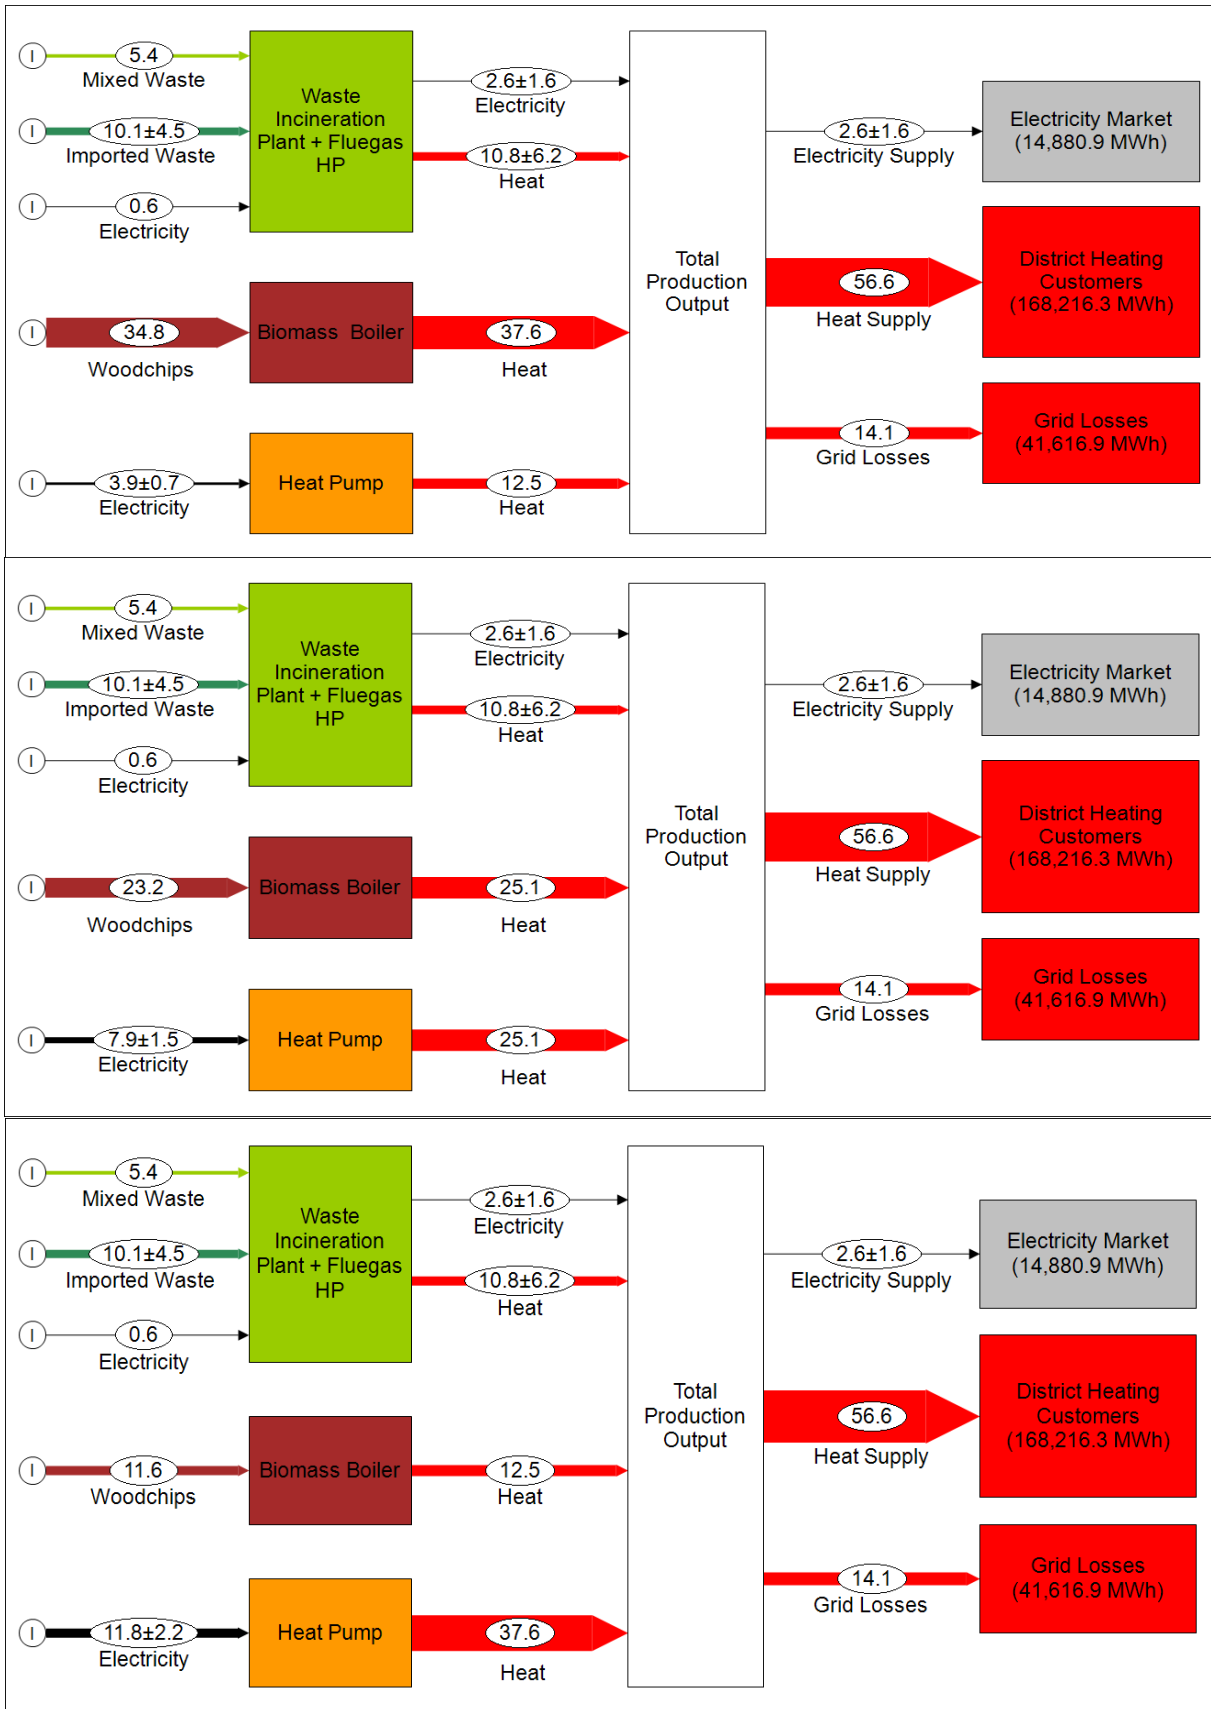 I
5.4
Mixed Waste
I
10.1±4.5
Imported Waste
I
0.6
Electricity
Waste
Incineration
Plant + Fluegas
HP
2.6±1.6
Electricity
10.8±6.2
Heat
I
34.8
Woodchips
Biomass Boiler
37.6
Heat
I
3.9±0.7
Electricity
Heat Pump
12.5
Heat
Total
Production
Output
2.6±1.6
Electricity Supply
Electricity Market
(14,880.9 MWh)
56.6
Heat Supply
District Heating
Customers
(168,216.3 MWh)
14.1
Grid Losses
Grid Losses
(41,616.9 MWh)
I
5.4
Mixed Waste
I
10.1±4.5
Imported Waste
I
0.6
Electricity
Waste
Incineration
Plant + Fluegas
HP
2.6±1.6
Electricity
10.8±6.2
Heat
I
23.2
Woodchips
Biomass Boiler
25.1
Heat
I
7.9±1.5
Electricity
Heat Pump
25.1
Heat
Total
Production
Output
2.6±1.6
Electricity Supply
Electricity Market
(14,880.9 MWh)
56.6
Heat Supply
District Heating
Customers
(168,216.3 MWh)
14.1
Grid Losses
Grid Losses
(41,616.9 MWh)
I
5.4
Mixed Waste
I
10.1±4.5
Imported Waste
I
0.6
Electricity
Waste
Incineration
Plant + Fluegas
HP
2.6±1.6
Electricity
10.8±6.2
Heat
I
11.6
Woodchips
Biomass Boiler
12.5
Heat
I
11.8±2.2
Electricity
Heat Pump
37.6
Heat
Total
Production
Output
2.6±1.6
Electricity Supply
Electricity Market
(14,880.9 MWh)
56.6
Heat Supply
District Heating
Customers
(168,216.3 MWh)
14.1
Grid Losses
Grid Losses
(41,616.9 MWh)